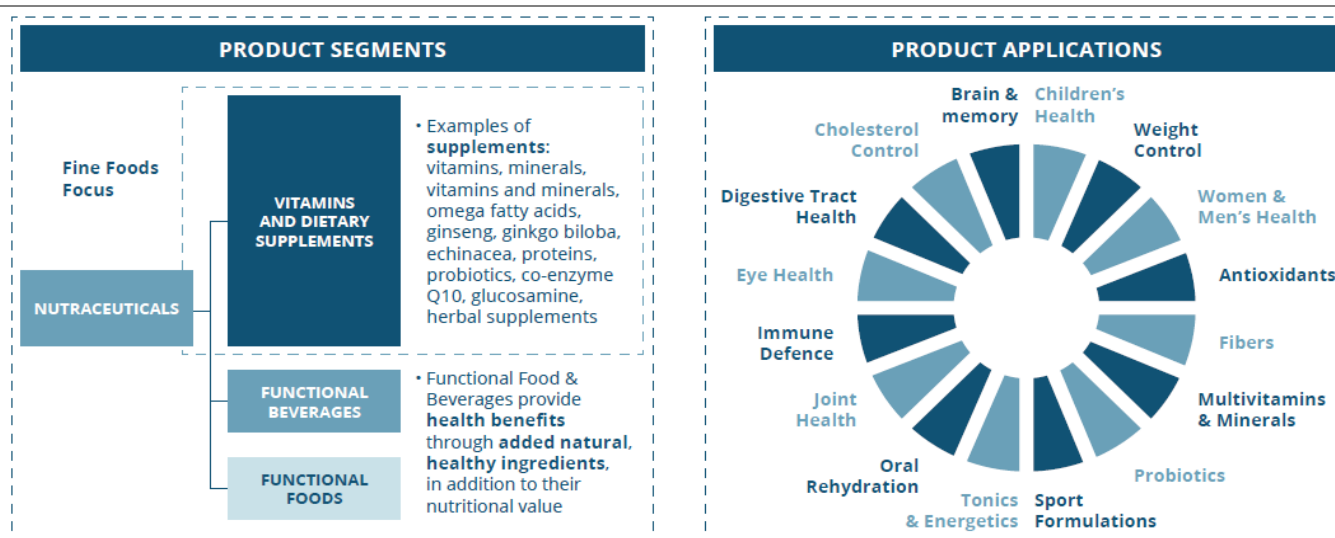 PRODUCT SEGMENTS
Fine Foods
Focus
NUTRACEUTICALS
VITAMINS
AND DIETARY
SUPPLEMENTS
• Examples of
supplements:
vitamins, minerals,
vitamins and minerals,
omega fatty acids,
ginseng, ginkgo biloba,
echinacea, proteins,
probiotics, co-enzyme
Q10, glucosamine,
herbal supplements
FUNCTIONAL
BEVERAGES
FUNCTIONAL
FOODS
• Functional Food &
Beverages provide
health benefits
through added natural,
healthy ingredients,
in addition to their
nutritional value
PRODUCT APPLICATIONS
Brain &
memory
Children's
Health
Weight
Control
Women &
Men's Health
Antioxidants
Fibers
Multivitamins
& Minerals
Probiotics
Sport
Formulations
Tonics
& Energetics
Oral
Rehydration
Joint
Health
Immune
Defence
Eye Health
Digestive Tract
Health
Cholesterol
Control